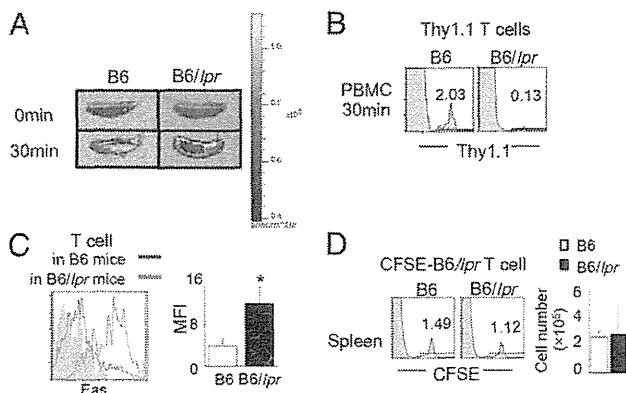 A
B6 B6/lpr
0min
30min
B
Thy1.1 T cells
B6 B6/lpr
PBMC
30min
2.03 0.13
Thy1.1
C
T cell
in B6 mice
in B6/lpr mice
Fas
MFI
16
8
0
*
B6 B6/lpr
D
B6
B6/lpr
CFSE-B6/lpr T cell
B6 B6/lpr
Spleen
1.49 1.12
CFSE
Cell number
6
4
2
0